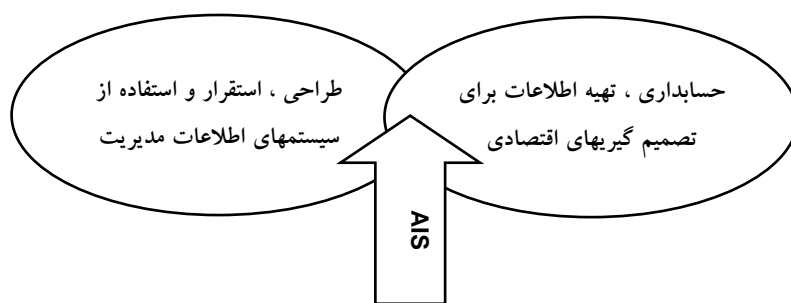 حسابداری ، تهیه اطلاعات برای
تصمیم گیریهای اقتصادی
طراحی ، استقرار و استفاده از
سیستمهای اطلاعات مدیریت
AIS